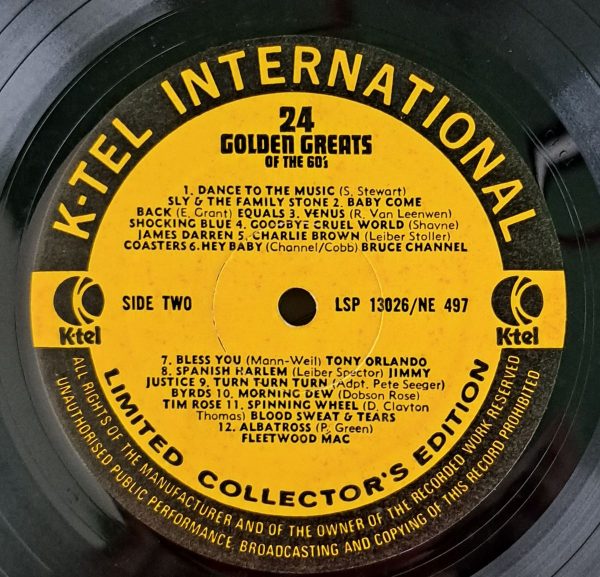 K-TEL INTERNATIONAL
24
GOLDEN GREATS
OF THE 60's
1. DANCE TO THE MUSIC (S. Stewart)
SLY & THE FAMILY STONE 2. BABY COME
BACK (E. Grant) EQUALS 3. VENUS (R. Van Leenwen)
SHOCKING BLUE 4. GOODBYE CRUEL WORLD (Shayne)
JAMES DARREN 5. CHARLIE BROWN (Leiber Stoller)
COASTERS 6. HEY BABY (Channel/Cobb) BRUCE CHANNEL
K-tel
SIDE TWO
LSP 13026/NE 497
K-tel
7. BLESS YOU (Mann-Weil) TONY ORLANDO
8. SPANISH HARLEM (Leiber Spector) JIMMY
JUSTICE 9. TURN TURN TURN (Adpt. Pete Seeger)
BYRDS 10. MORNING DEW (Dobson Rose)
TIM ROSE 11. SPINNING WHEEL (D. Clayton
Thomas) BLOOD SWEAT & TEARS
12. ALBATROSS (P. Green)
FLEETWOOD MAC
LIMITED COLLECTOR'S EDITION
ALL RIGHTS OF THE MANUFACTURER AND OF THE OWNER OF THE RECORDED WORK RESERVED
UNAUTHORISED PUBLIC PERFORMANCE, BROADCASTING AND COPYING OF THIS RECORD PROHIBITED